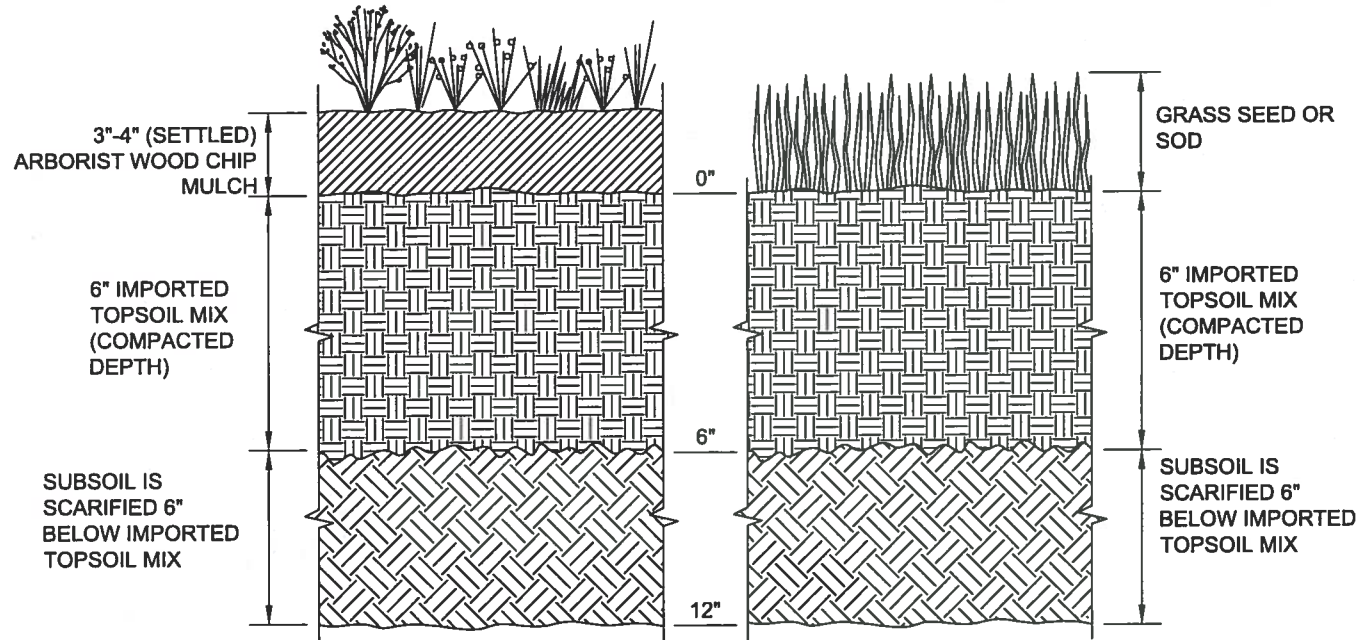 3"-4" (SETTLED)
ARBORIST WOOD CHIP
MULCH
6" IMPORTED
TOPSOIL MIX
(COMPACTED
DEPTH)
SUBSOIL IS
SCARIFIED 6"
BELOW IMPORTED
TOPSOIL MIX
0"
6"
12"
GRASS SEED OR
SOD
6" IMPORTED
TOPSOIL MIX
(COMPACTED
DEPTH)
SUBSOIL IS
SCARIFIED 6"
BELOW IMPORTED
TOPSOIL MIX